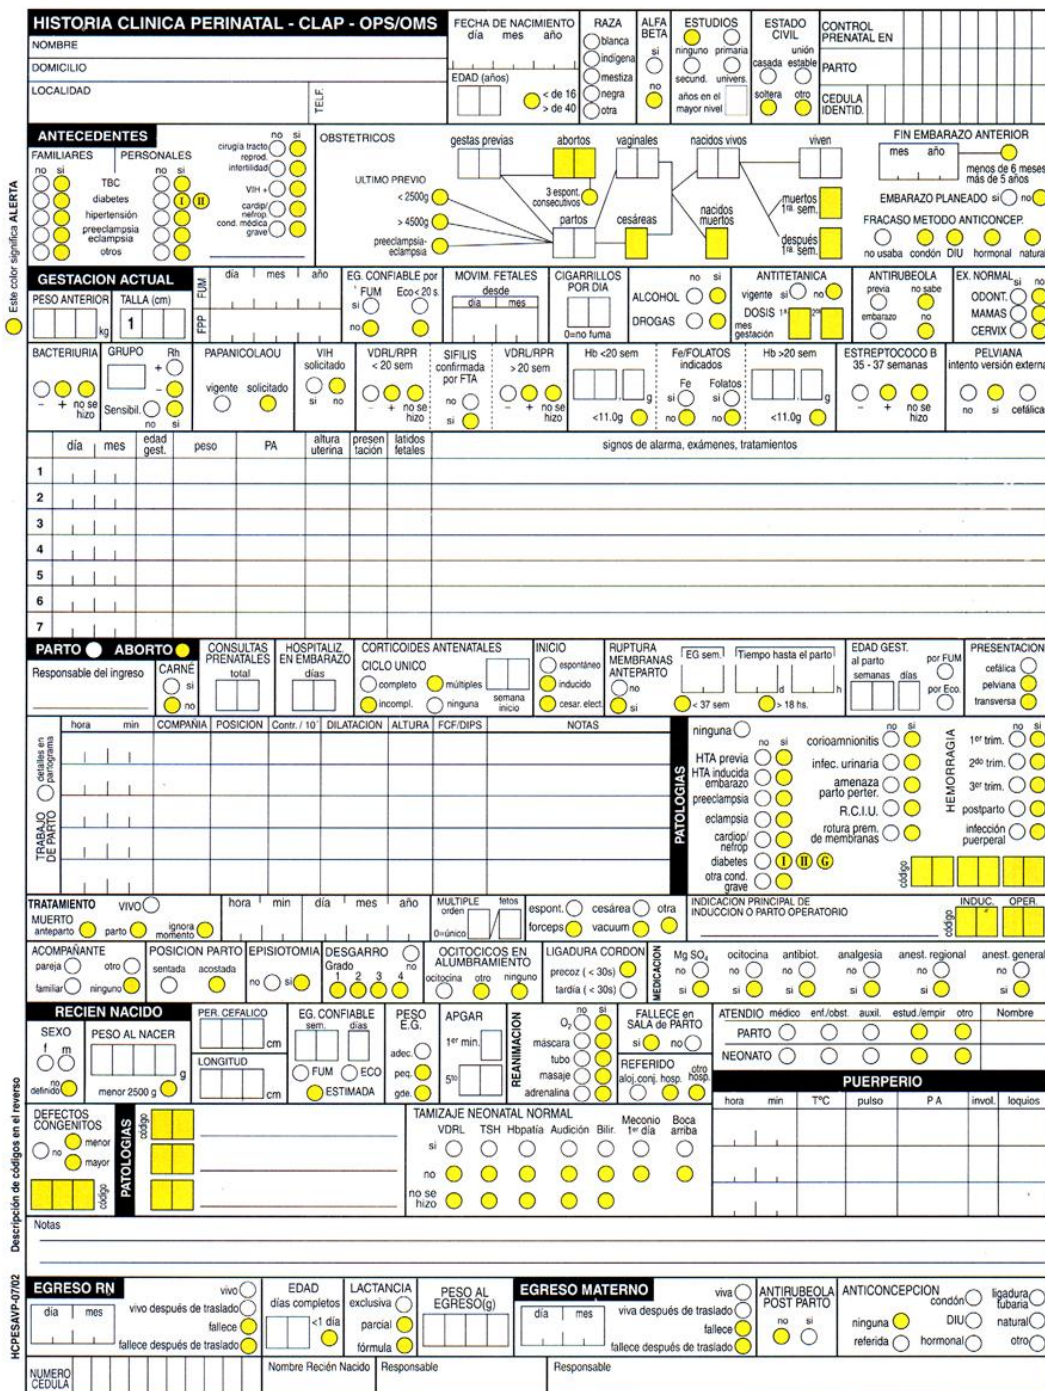 HISTORIA CLINICA PERINATAL - CLAP - OPS/OMS
NOMBRE
DOMICILIO
LOCALIDAD
TELF.
FECHA DE NACIMIENTO
día mes año
EDAD (años)
< de 16
> de 40
RAZA
blanca
indígena
mestiza
negra
otra
ALFA
BETA
si
no
ESTUDIOS
ninguno primaria
secund. univers.
años en el
mayor nivel
ESTADO
CIVIL
unión
casada estable
soltera otro
CONTROL
PRENATAL EN
PARTO
CEDULA
IDENTID.
Este color significa ALERTA
ANTECEDENTES
FAMILIARES PERSONALES
no si no si
TBC
diabetes I II
hipertensión
preeclampsia
eclampsia
otros
no si
cirugía tracto
reprod.
infertilidad
VIH +
cardiop/
nefrop.
cond. médica
grave
OBSTETRICOS
ULTIMO PREVIO
< 2500g
> 4500g
preeclampsia-
eclampsia
gestas previas
abortos
vaginales
nacidos vivos
viven
3 espont.
consecutivos
partos
cesáreas
nacidos
muertos
muertos
1ra. sem.
después
1ra. sem.
FIN EMBARAZO ANTERIOR
mes año
menos de 6 meses
más de 5 años
EMBARAZO PLANEADO si no
FRACASO METODO ANTICONCEP.
no usaba condón DIU hormonal natural
GESTACION ACTUAL
PESO ANTERIOR
kg
TALLA (cm)
1
FUM
FPP
día mes año
EG. CONFIABLE por
FUM Eco< 20 s.
si
no
MOVIM. FETALES
desde
dia mes
CIGARRILLOS
POR DIA
0=no fuma
no si
ALCOHOL
DROGAS
ANTITETANICA
vigente si no
DOSIS 1a 2da
mes
gestación
ANTIRUBEOLA
previa no sabe
embarazo no
EX. NORMAL
si no
ODONT.
MAMAS
CERVIX
BACTERIURIA
- + no se
hizo
GRUPO Rh
+
-
Sensibil.
no si
PAPANICOLAOU
vigente solicitado
VIH
solicitado
si no
VDRL/RPR
< 20 sem
- + no se
hizo
SIFILIS
confirmada
por FTA
no
si
VDRL/RPR
> 20 sem
- + no se
hizo
Hb <20 sem
g
<11.0g
Fe/FOLATOS
indicados
Fe Folatos
si si
no no
Hb >20 sem
g
<11.0g
ESTREPTOCOCO B
35 - 37 semanas
- + no se
hizo
PELVIANA
intento versión externa
no si cefálica
día mes edad
gest. peso PA altura
uterina presen
tación latidos
fetales signos de alarma, exámenes, tratamientos
1
2
3
4
5
6
7
PARTO ABORTO
Responsable del ingreso
CARNÉ
si
no
CONSULTAS
PRENATALES
total
HOSPITALIZ.
EN EMBARAZO
días
CORTICOIDES ANTENATALES
CICLO UNICO
completo múltiples
incompl. ninguna
semana
inicio
INICIO
espontáneo
inducido
cesar. elect.
RUPTURA
MEMBRANAS
ANTEPARTO
no
si
EG sem.
< 37 sem
Tiempo hasta el parto
d h
> 18 hs.
EDAD GEST.
al parto
semanas días
por FUM
por Eco.
PRESENTACION
cefálica
pelviana
transversa
TRABAJO
DE PARTO
detalles en
partograma
hora min COMPAÑIA POSICION Contr. / 10´ DILATACION ALTURA FCF/DIPS NOTAS
PATOLOGIAS
ninguna
no si
HTA previa
HTA inducida
embarazo
preeclampsia
eclampsia
cardiop/
nefrop
diabetes I II G
otra cond.
grave
no si
corioamnionitis
infec. urinaria
amenaza
parto perter.
R.C.I.U.
rotura prem.
de membranas
HEMORRAGIA
no si
1er trim.
2do trim.
3er trim.
postparto
infección
puerperal
código
TRATAMIENTO VIVO
MUERTO
anteparto parto ignora
momento
hora min día mes año
MULTIPLE
orden fetos
0=único
espont. cesárea otra
forceps vacuum
INDICACION PRINCIPAL DE
INDUCCION O PARTO OPERATORIO
código
INDUC. OPER.
ACOMPAÑANTE
pareja otro
familiar ninguno
POSICION PARTO
sentada acostada
EPISIOTOMIA
no si
DESGARRO no
Grado
1 2 3 4
OCITOCICOS EN
ALUMBRAMIENTO
ocitocina otro ninguno
LIGADURA CORDON
precoz ( < 30s)
tardía ( < 30s)
MEDICACION
Mg SO4 ocitocina antibiot. analgesia anest. regional anest. general
no no no no no no
si si si si si si
RECIEN NACIDO
SEXO
f m
no
definido
PESO AL NACER
g
menor 2500 g
PER. CEFALICO
cm
LONGITUD
cm
EG. CONFIABLE
sem. días
FUM ECO
ESTIMADA
PESO
E.G.
adec.
peq.
gde.
APGAR
1er min.
5to
REANIMACION
no si
O2
máscara
tubo
masaje
adrenalina
FALLECE en
SALA de PARTO
si no
REFERIDO
aloj.conj. hosp. otro
hosp.
ATENDIO médico enf./obst. auxil. estud./empir otro Nombre
PARTO
NEONATO
PUERPERIO
hora min T°C pulso P A invol. loquios
DEFECTOS
CONGENITOS
menor
no
mayor
código
PATOLOGIAS
código
TAMIZAJE NEONATAL NORMAL
VDRL TSH Hbpatía Audición Bilir. Meconio
1er día Boca
arriba
si
no
no se
hizo
Descripción de códigos en el reverso
Notas
HCPESAVP-07/02
EGRESO RN
día mes
vivo
vivo después de traslado
fallece
fallece después de traslado
EDAD
días completos
<1 día
LACTANCIA
exclusiva
parcial
fórmula
PESO AL
EGRESO(g)
EGRESO MATERNO
día mes
viva
viva después de traslado
fallece
fallece después de traslado
ANTIRUBEOLA
POST PARTO
no si
ANTICONCEPCION
condón ligadura
tubaria
ninguna DIU natural
referida hormonal otro
NUMERO
CEDULA
Nombre Recién Nacido
Responsable
Responsable